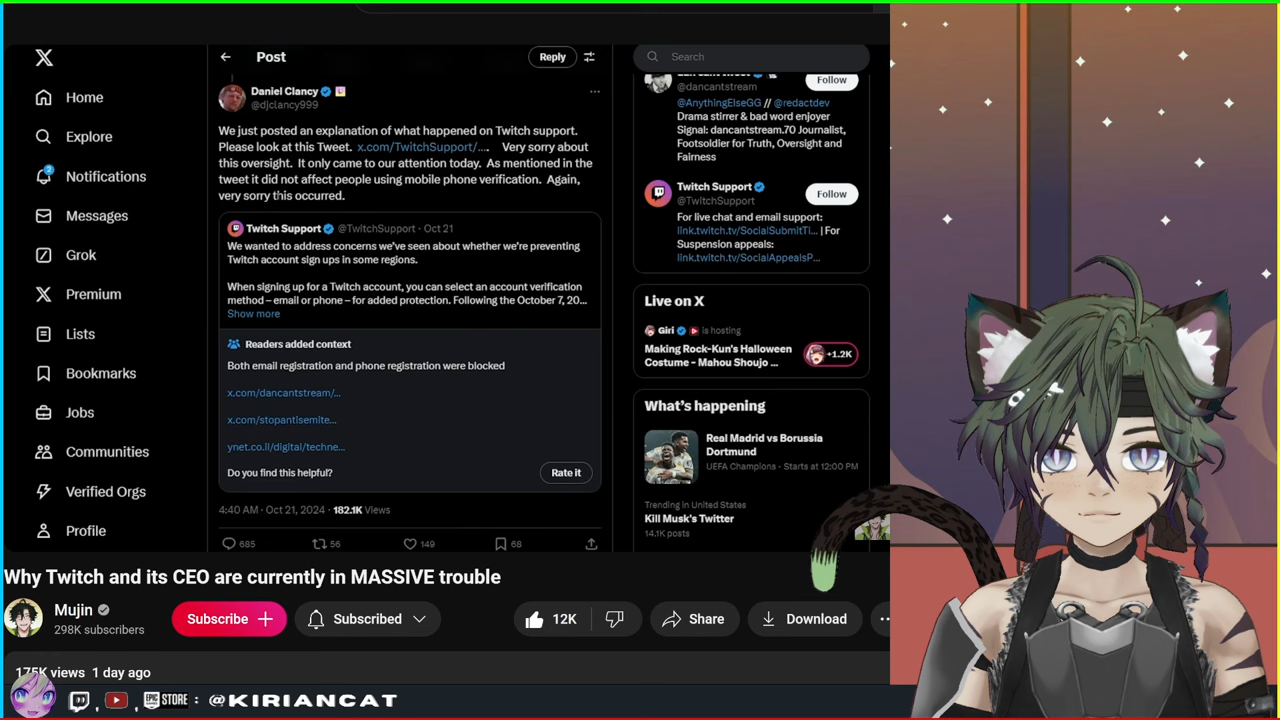 Home
Explore
2
Notifications
Messages
Grok
Premium
Lists
Bookmarks
Jobs
Communities
Verified Orgs
Profile
Post
Reply
Daniel Clancy
@djclancy999
We just posted an explanation of what happened on Twitch support.
Please look at this Tweet. x.com/TwitchSupport/... . Very sorry about
this oversight. It only came to our attention today. As mentioned in the
tweet it did not affect people using mobile phone verification. Again,
very sorry this occurred.
Twitch Support @TwitchSupport · Oct 21
We wanted to address concerns we've seen about whether we're preventing
Twitch account sign ups in some regions.
When signing up for a Twitch account, you can select an account verification
method – email or phone – for added protection. Following the October 7, 20...
Show more
Readers added context
Both email registration and phone registration were blocked
x.com/dancantstream/...
x.com/stopantisemite...
ynet.co.il/digital/techne...
Do you find this helpful?
Rate it
4:40 AM · Oct 21, 2024 · 182.1K Views
685
56
149
68
Search
@dancantstream
Follow
@AnythingElseGG // @redactdev
Drama stirrer & bad word enjoyer
Signal: dancantstream.70 Journalist,
Footsoldier for Truth, Oversight and
Fairness
Twitch Support
@TwitchSupport
Follow
For live chat and email support:
link.twitch.tv/SocialSubmitTi... | For
Suspension appeals:
link.twitch.tv/SocialAppealsP...
Live on X
Giri is hosting
Making Rock-Kun's Halloween
Costume – Mahou Shoujo ...
+1.2K
What's happening
Real Madrid vs Borussia
Dortmund
UEFA Champions · Starts at 12:00 PM
Trending in United States
Kill Musk's Twitter
14.1K posts
Why Twitch and its CEO are currently in MASSIVE trouble
Mujin
298K subscribers
Subscribe
Subscribed
12K
Share
Download
175K views 1 day ago
, , EPIC STORE : @KIRIANCAT